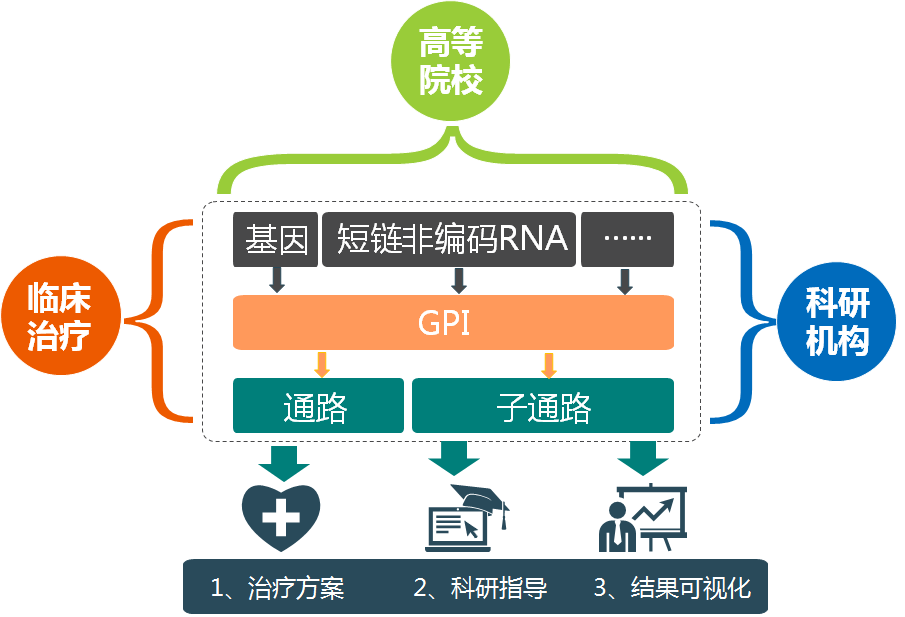 高等
院校
临床
治疗
基因 短链非编码RNA ······
GPI
通路 子通路
科研
机构
1、治疗方案 2、科研指导 3、结果可视化